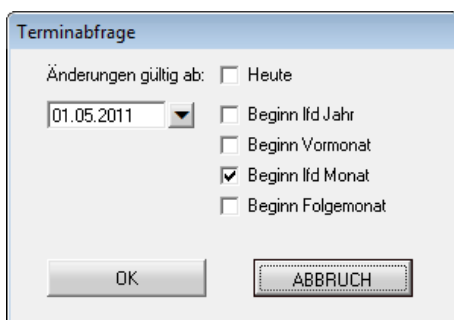 Terminabfrage
Änderungen gültig ab:
Heute
01.05.2011
Beginn lfd Jahr
Beginn Vormonat
Beginn lfd Monat
Beginn Folgemonat
OK
ABBRUCH